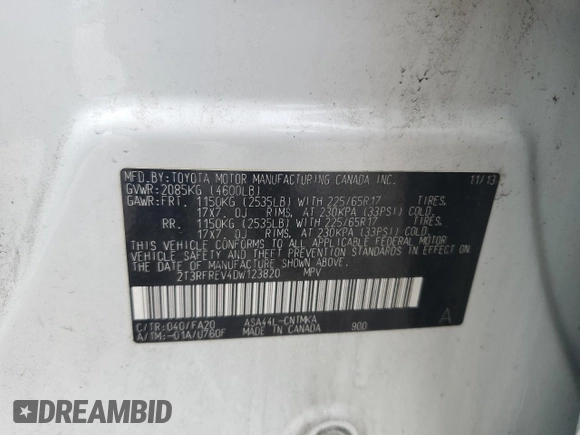 MFD. BY: TOYOTA MOTOR MANUFACTURING CANADA INC. 11/13
GVWR: 2085KG (4600LB)
GAWR: FRT. 1150KG (2535LB) WITH 225/65R17 TIRES,
17X7.0J RIMS, AT 230KPA (33PSI) COLD.
RR. 1150KG (2535LB) WITH 225/65R17 TIRES,
17X7.0J RIMS, AT 230KPA (33PSI) COLD.
THIS VEHICLE CONFORMS TO ALL APPLICABLE FEDERAL MOTOR
VEHICLE SAFETY AND THEFT PREVENTION STANDARDS IN EFFECT ON
THE DATE OF MANUFACTURE SHOWN ABOVE.
2T3RFREV4DW123820 MPV
C/TR: 040/FA20 ASA44L-CNTMKA 900 A
A/TM: -01A/U760F MADE IN CANADA
DREAMBID